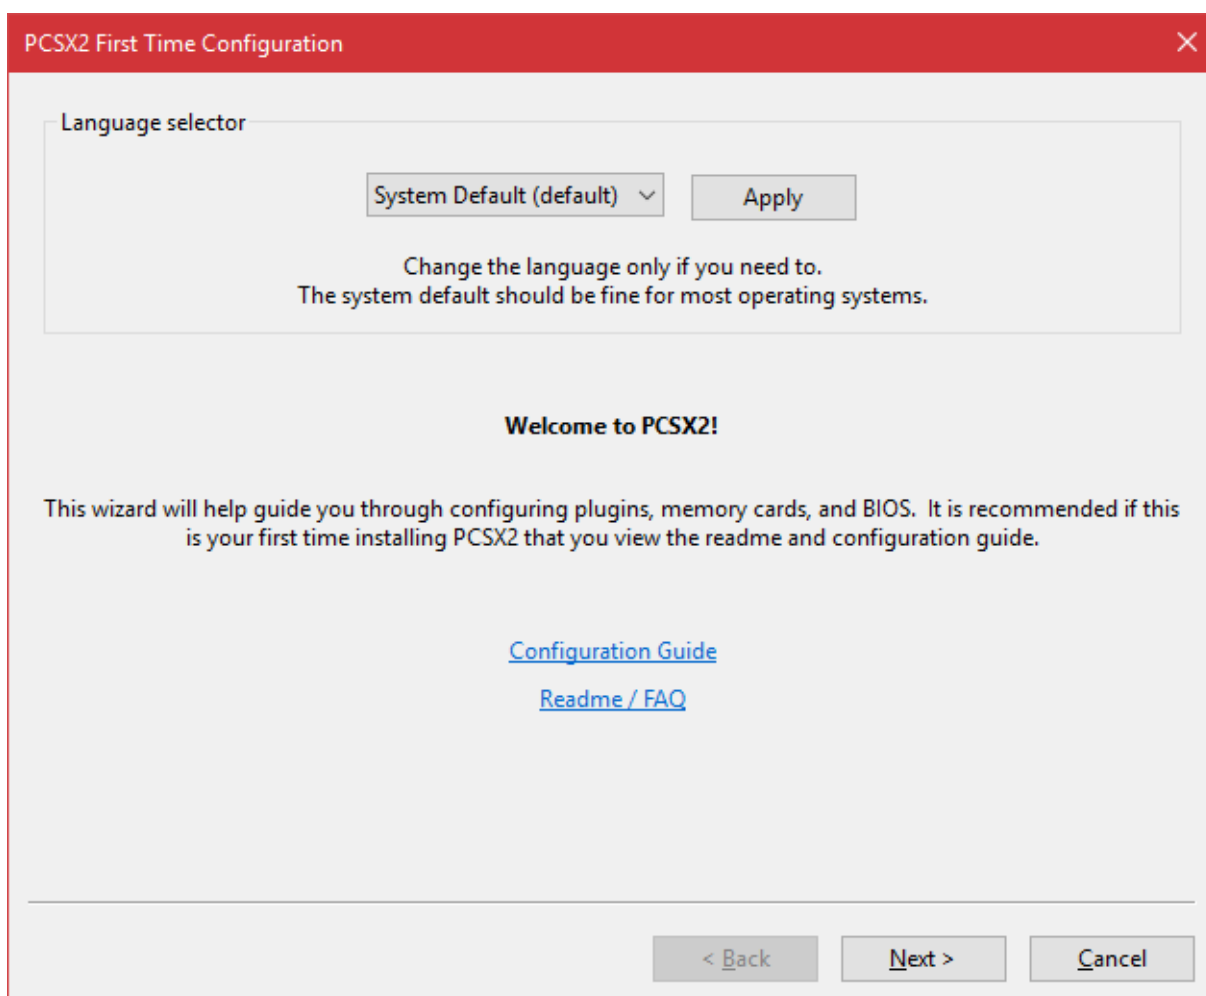 PCSX2 First Time Configuration
Language selector
System Default (default)
Apply
Change the language only if you need to.
The system default should be fine for most operating systems.
Welcome to PCSX2!
This wizard will help guide you through configuring plugins, memory cards, and BIOS.  It is recommended if this
is your first time installing PCSX2 that you view the readme and configuration guide.
Configuration Guide
Readme / FAQ
< Back
Next >
Cancel